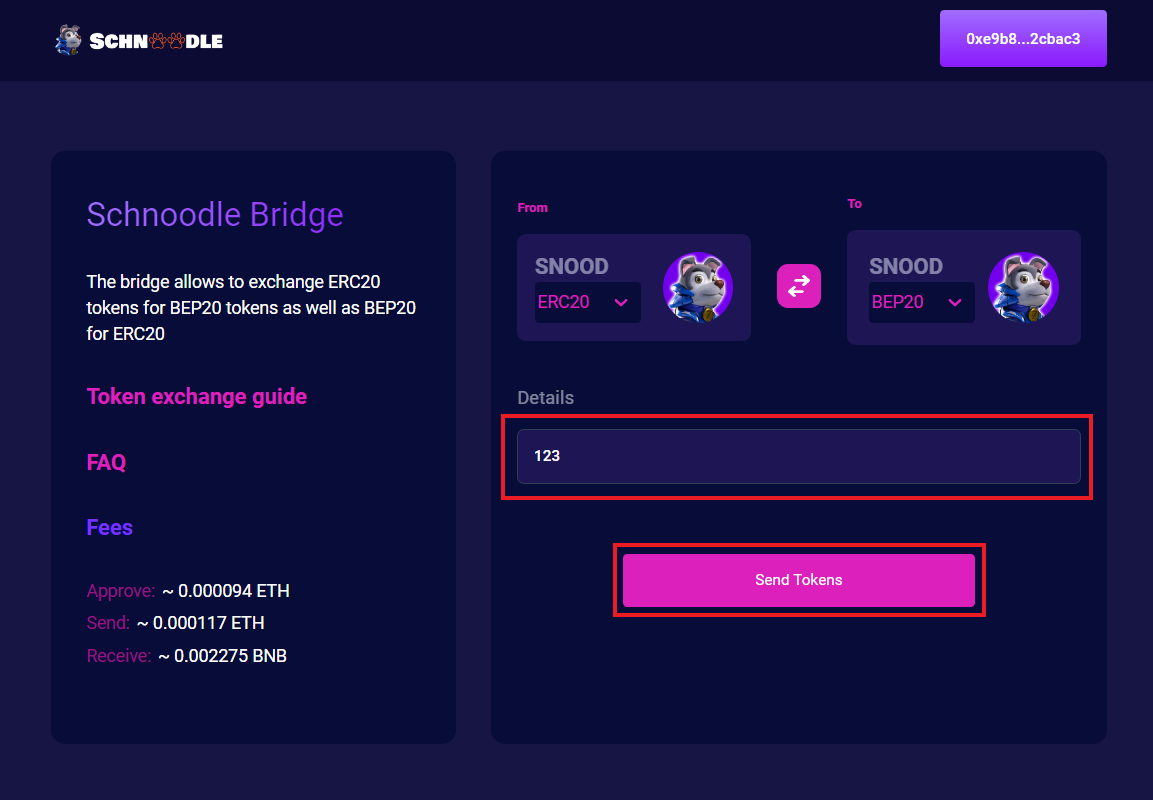 SCHNOODLE
0xe9b8...2cbac3
Schnoodle Bridge
The bridge allows to exchange ERC20
tokens for BEP20 tokens as well as BEP20
for ERC20
Token exchange guide
FAQ
Fees
Approve: ~ 0.000094 ETH
Send: ~ 0.000117 ETH
Receive: ~ 0.002275 BNB
From
SNOOD
ERC20
To
SNOOD
BEP20
Details
123
Send Tokens